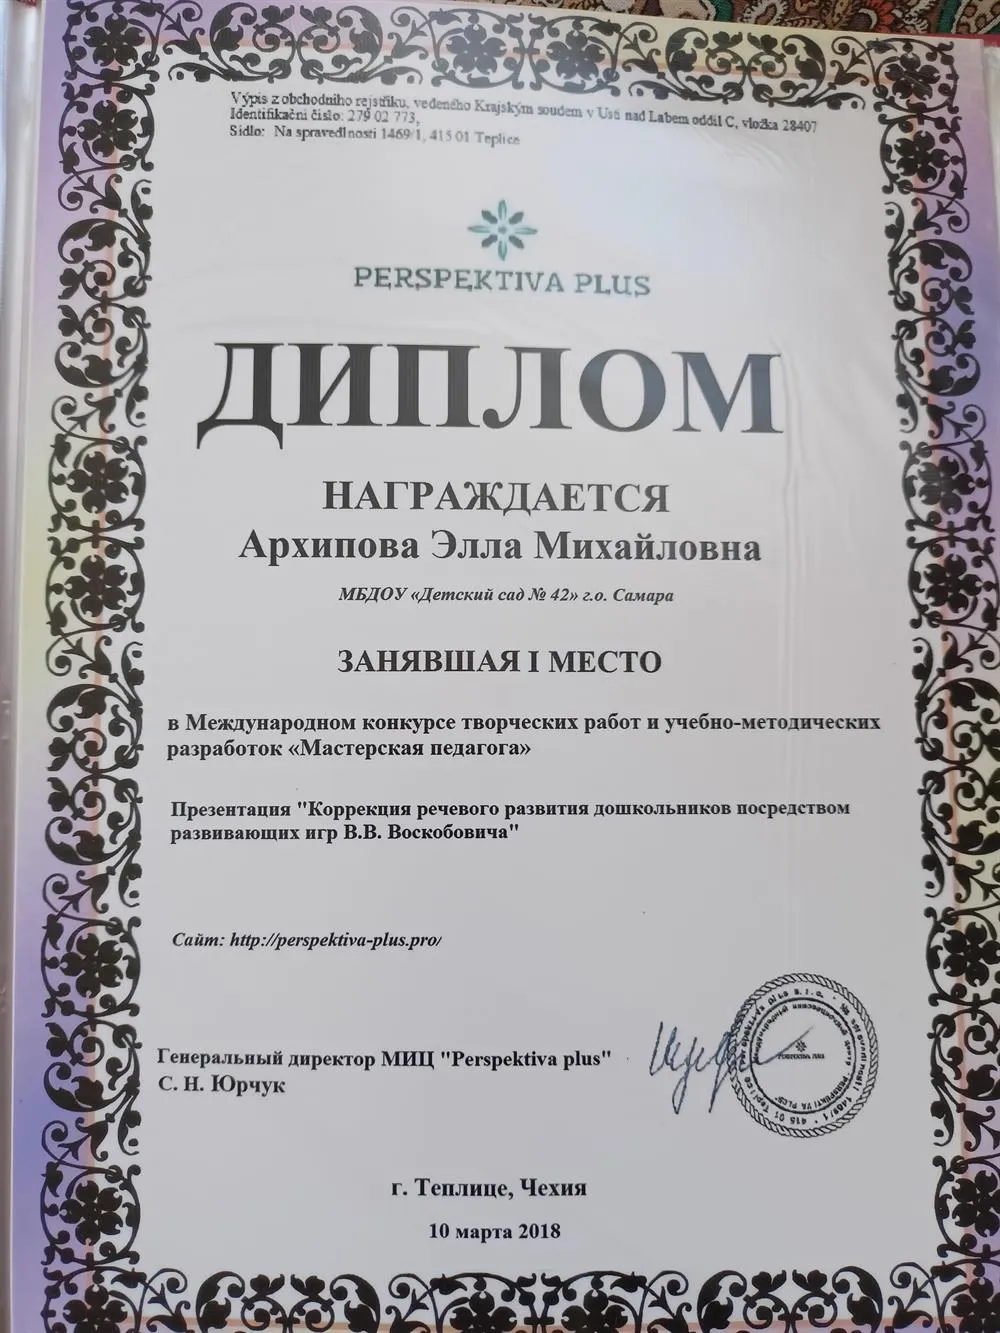 Výpis z obchodního rejstříku, vedeného Krajským soudem v Ústí nad Labem oddíl C, vložka 28407
Identifikační číslo: 279 02 773,
Sídlo: Na spravedlnosti 1469/1, 415 01 Teplice
PERSPEKTIVA PLUS
ДИПЛОМ
НАГРАЖДАЕТСЯ
Архипова Элла Михайловна
МБДОУ «Детский сад № 42» г.о. Самара
ЗАНЯВШАЯ I МЕСТО
в Международном конкурсе творческих работ и учебно-методических
разработок «Мастерская педагога»
Презентация "Коррекция речевого развития дошкольников посредством
развивающих игр В.В. Воскобовича"
Сайт: http://perspektiva-plus.pro/
Генеральный директор МИЦ "Perspektiva plus"
С. Н. Юрчук
PERSPEKTIVA PLUS
г. Теплице, Чехия
10 марта 2018